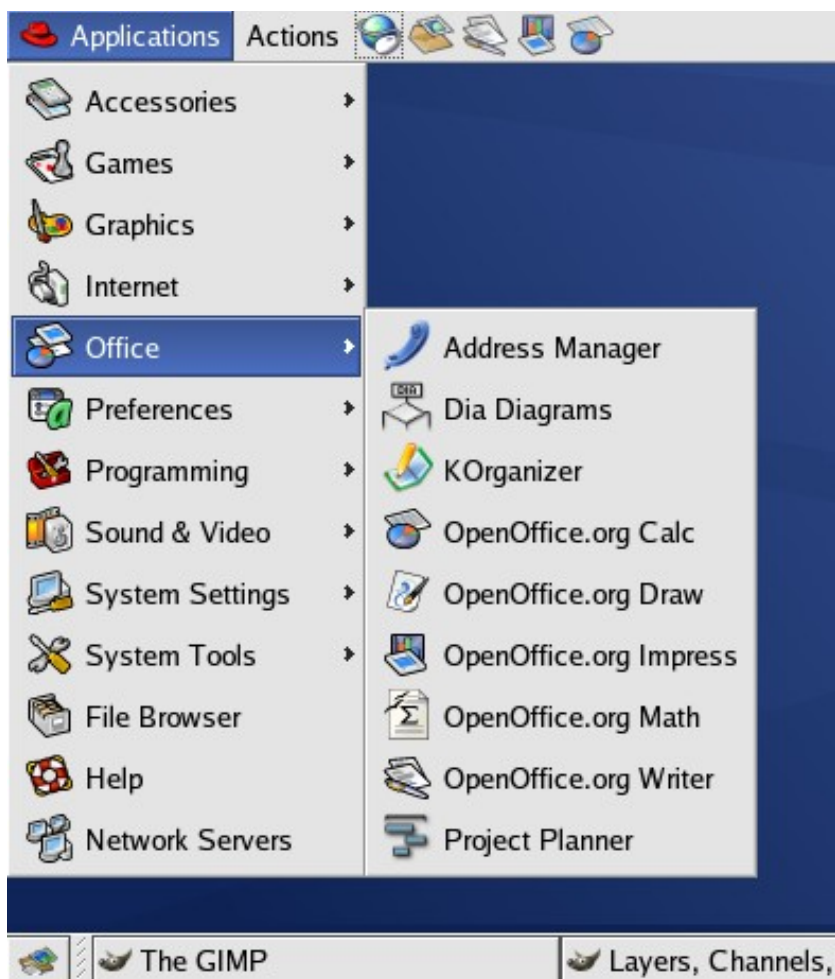 Applications Actions
Accessories
Games
Graphics
Internet
Office
Preferences
Programming
Sound & Video
System Settings
System Tools
File Browser
Help
Network Servers
Address Manager
DIA
Dia Diagrams
KOrganizer
OpenOffice.org Calc
OpenOffice.org Draw
OpenOffice.org Impress
Σ
OpenOffice.org Math
OpenOffice.org Writer
Project Planner
The GIMP
Layers, Channels,